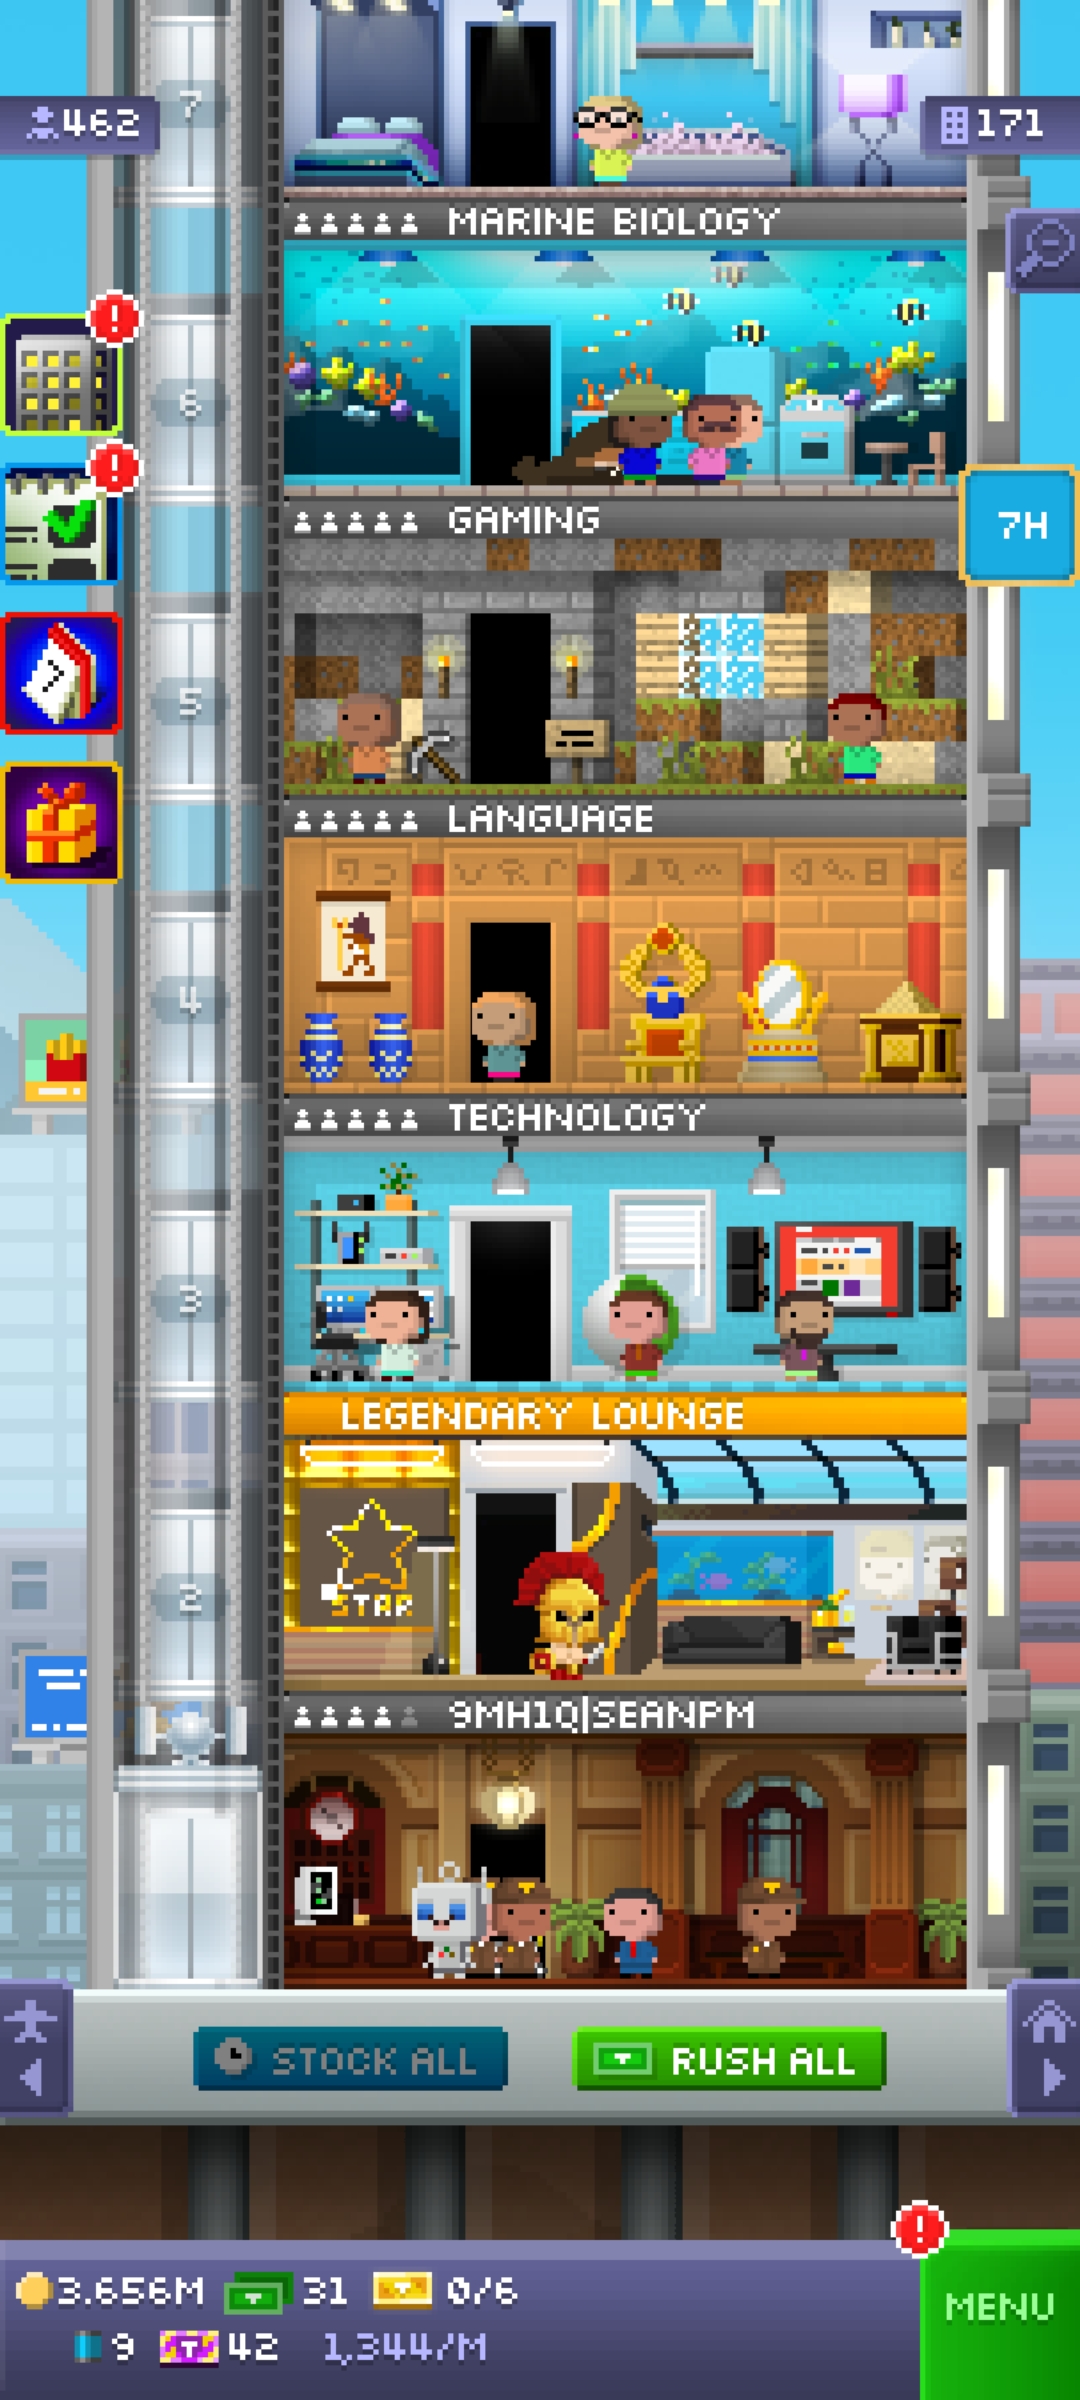 7
462
171
MARINE BIOLOGY
6
GAMING
7H
5
LANGUAGE
4
TECHNOLOGY
3
LEGENDARY LOUNGE
STAR
2
9MH1Q|SEANPM
STOCK ALL
RUSH ALL
3.656M 31 0/6
MENU
9 42 1,344/M